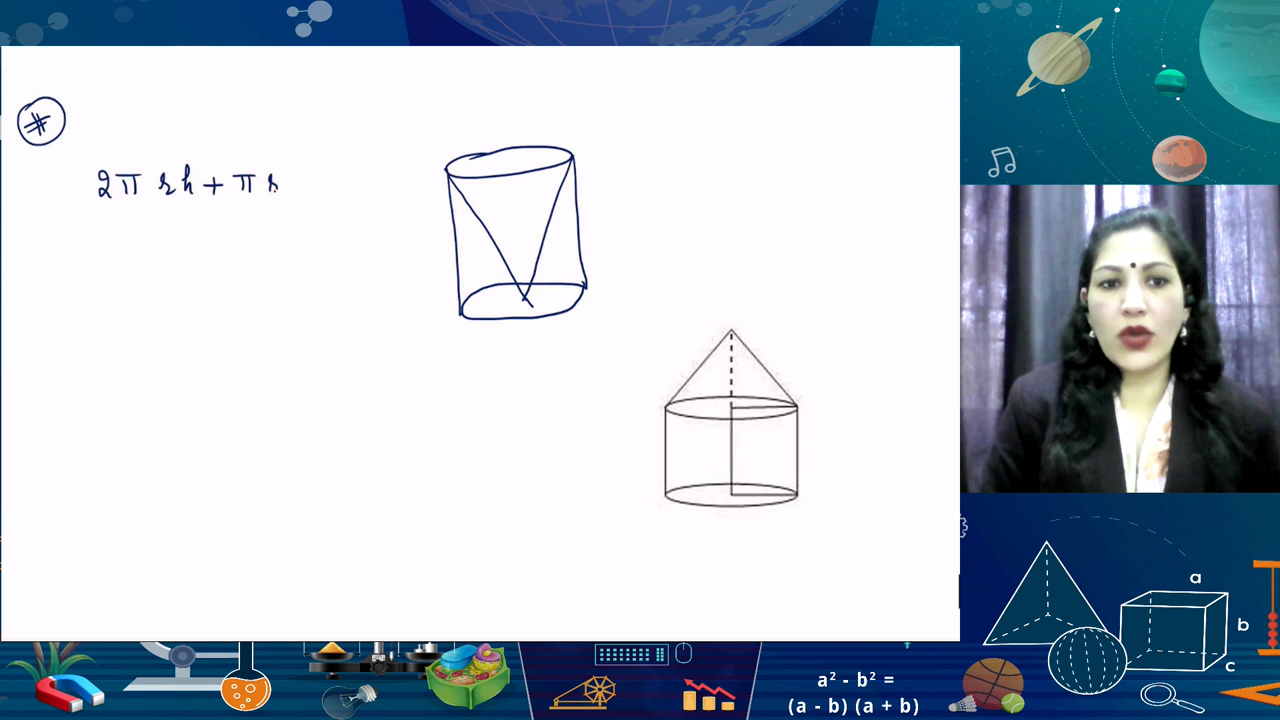 #
2π rh + π r
a
b
c
a² - b² =
(a - b) (a + b)